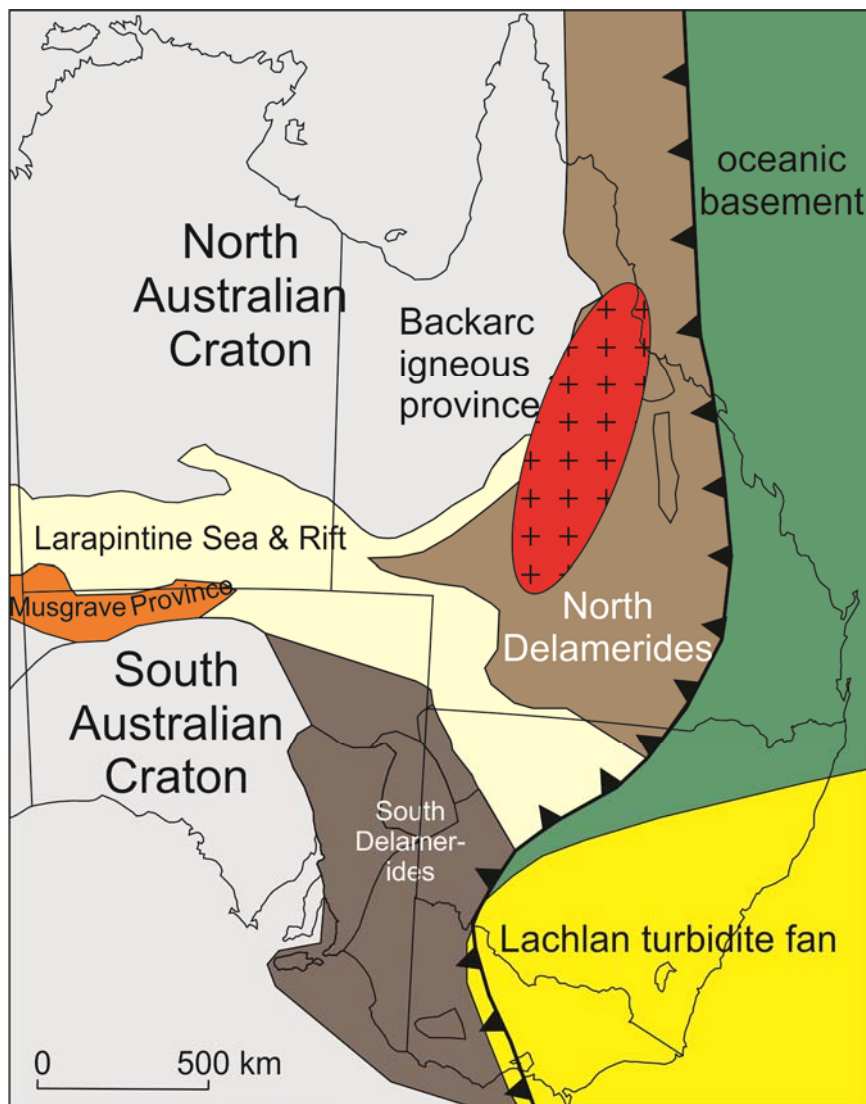 oceanic
basement
North
Australian
Craton
Backarc
igneous
province
Larapintine Sea & Rift
Musgrave Province
North
Delamerides
South
Australian
Craton
South
Delamer-
ides
Lachlan turbidite fan
0 500 km